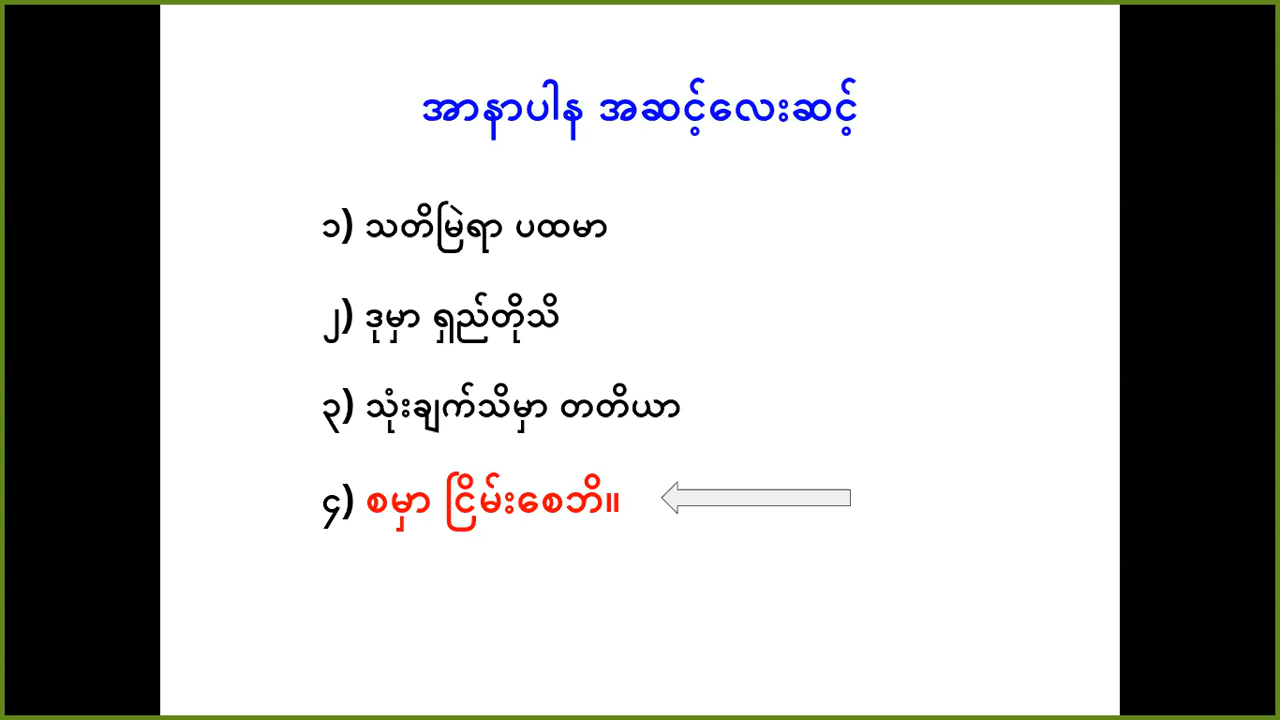 အာနာပါန အဆင့်လေးဆင့်
၁) သတိမြဲရာ ပထမာ
၂) ဒုမှာ ရှည်တိုသိ
၃) သုံးချက်သိမှာ တတိယာ
၄) စမှာ ငြိမ်းစေဘိ။